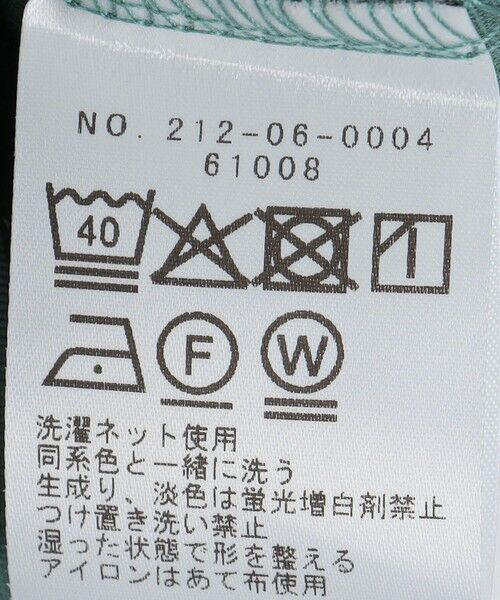 NO. 212-06-0004
61008
40
F W
洗濯ネット使用
同系色と一緒に洗う
生成り、淡色は蛍光増白剤禁止
つけ置き洗い禁止
湿った状態で形を整える
アイロンはあて布使用